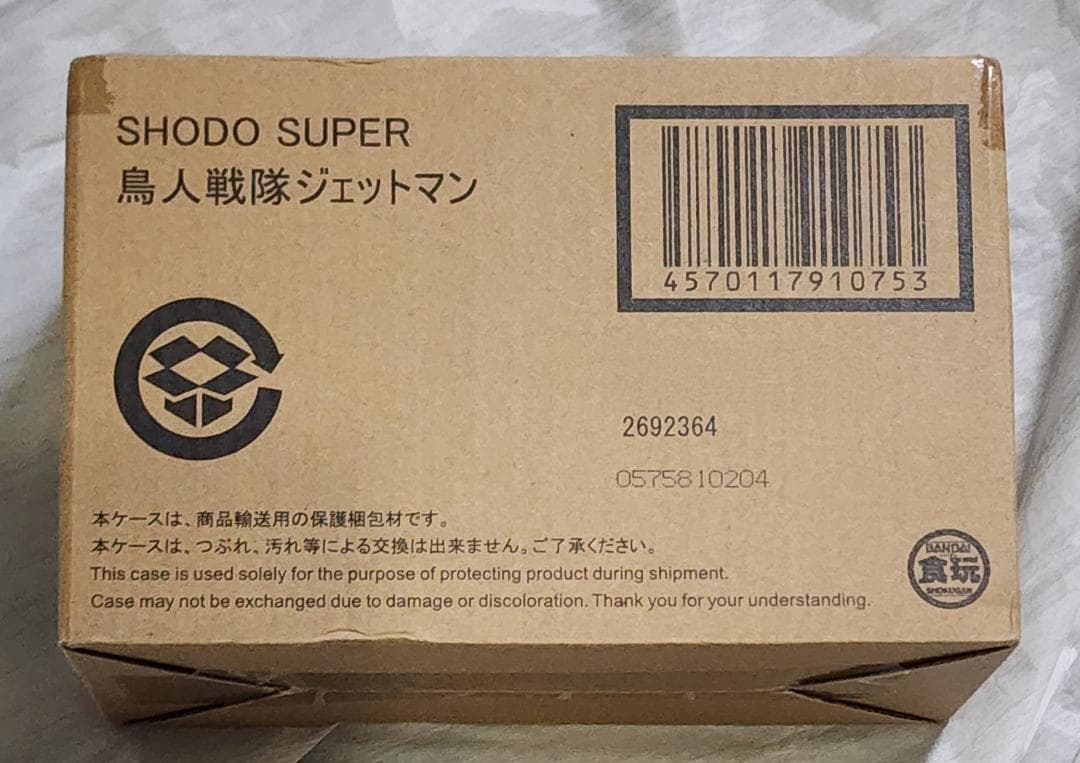 SHODO SUPER
鳥人戦隊ジェットマン
4570117910753
2692364
0575810204
本ケースは、商品輸送用の保護梱包材です。
本ケースは、つぶれ、汚れ等による交換は出来ません。ご了承ください。
This case is used solely for the purpose of protecting product during shipment.
Case may not be exchanged due to damage or discoloration. Thank you for your understanding.
BANDAI
食玩
SHOKUGAN